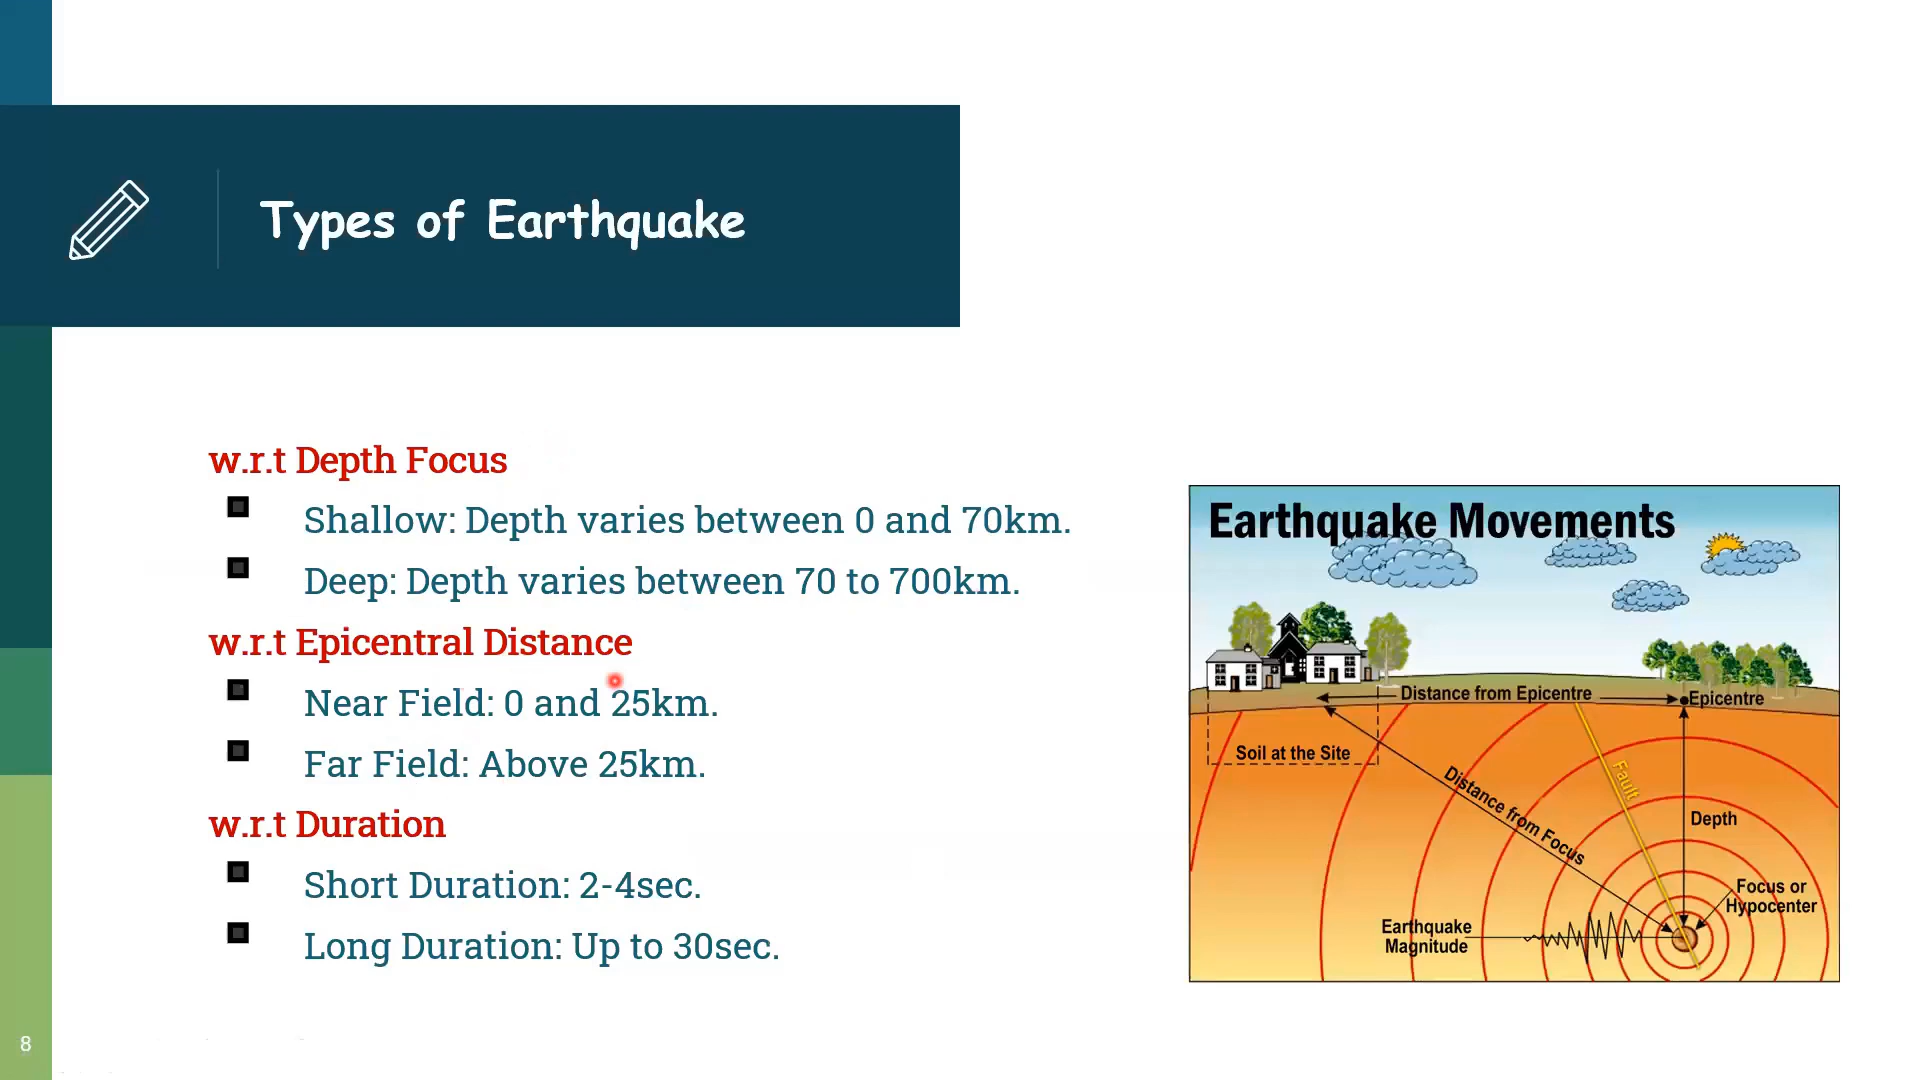 Types of Earthquake
w.r.t Depth Focus
Shallow: Depth varies between 0 and 70km.
Deep: Depth varies between 70 to 700km.
w.r.t Epicentral Distance
Near Field: 0 and 25km.
Far Field: Above 25km.
w.r.t Duration
Short Duration: 2-4sec.
Long Duration: Up to 30sec.
Earthquake Movements
Distance from Epicentre
Epicentre
Soil at the Site
Distance from Focus
Fault
Depth
Focus or
Hypocenter
Earthquake
Magnitude
8